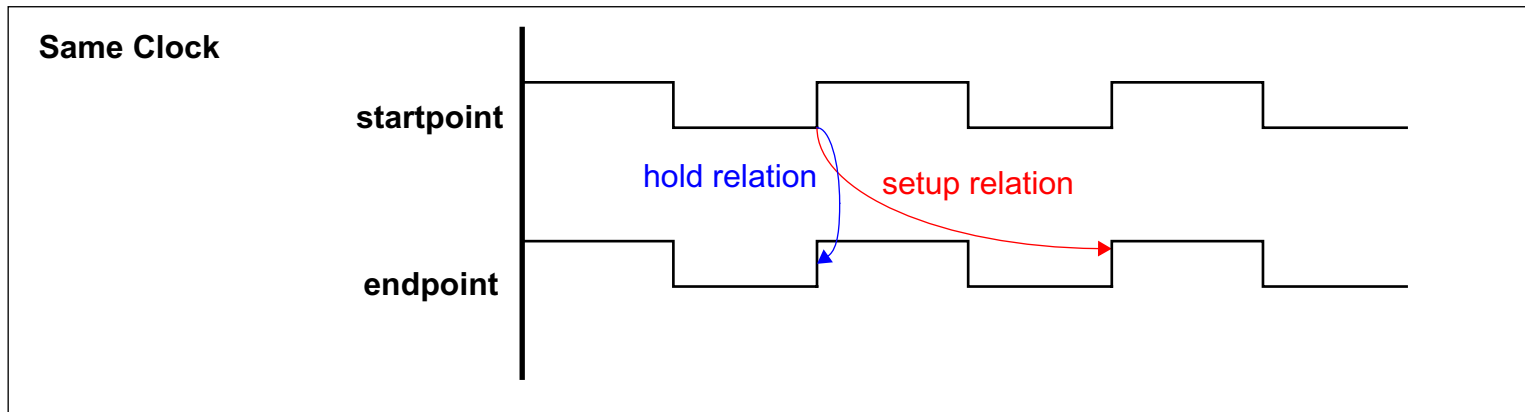 Same Clock
startpoint
hold relation
setup relation
endpoint